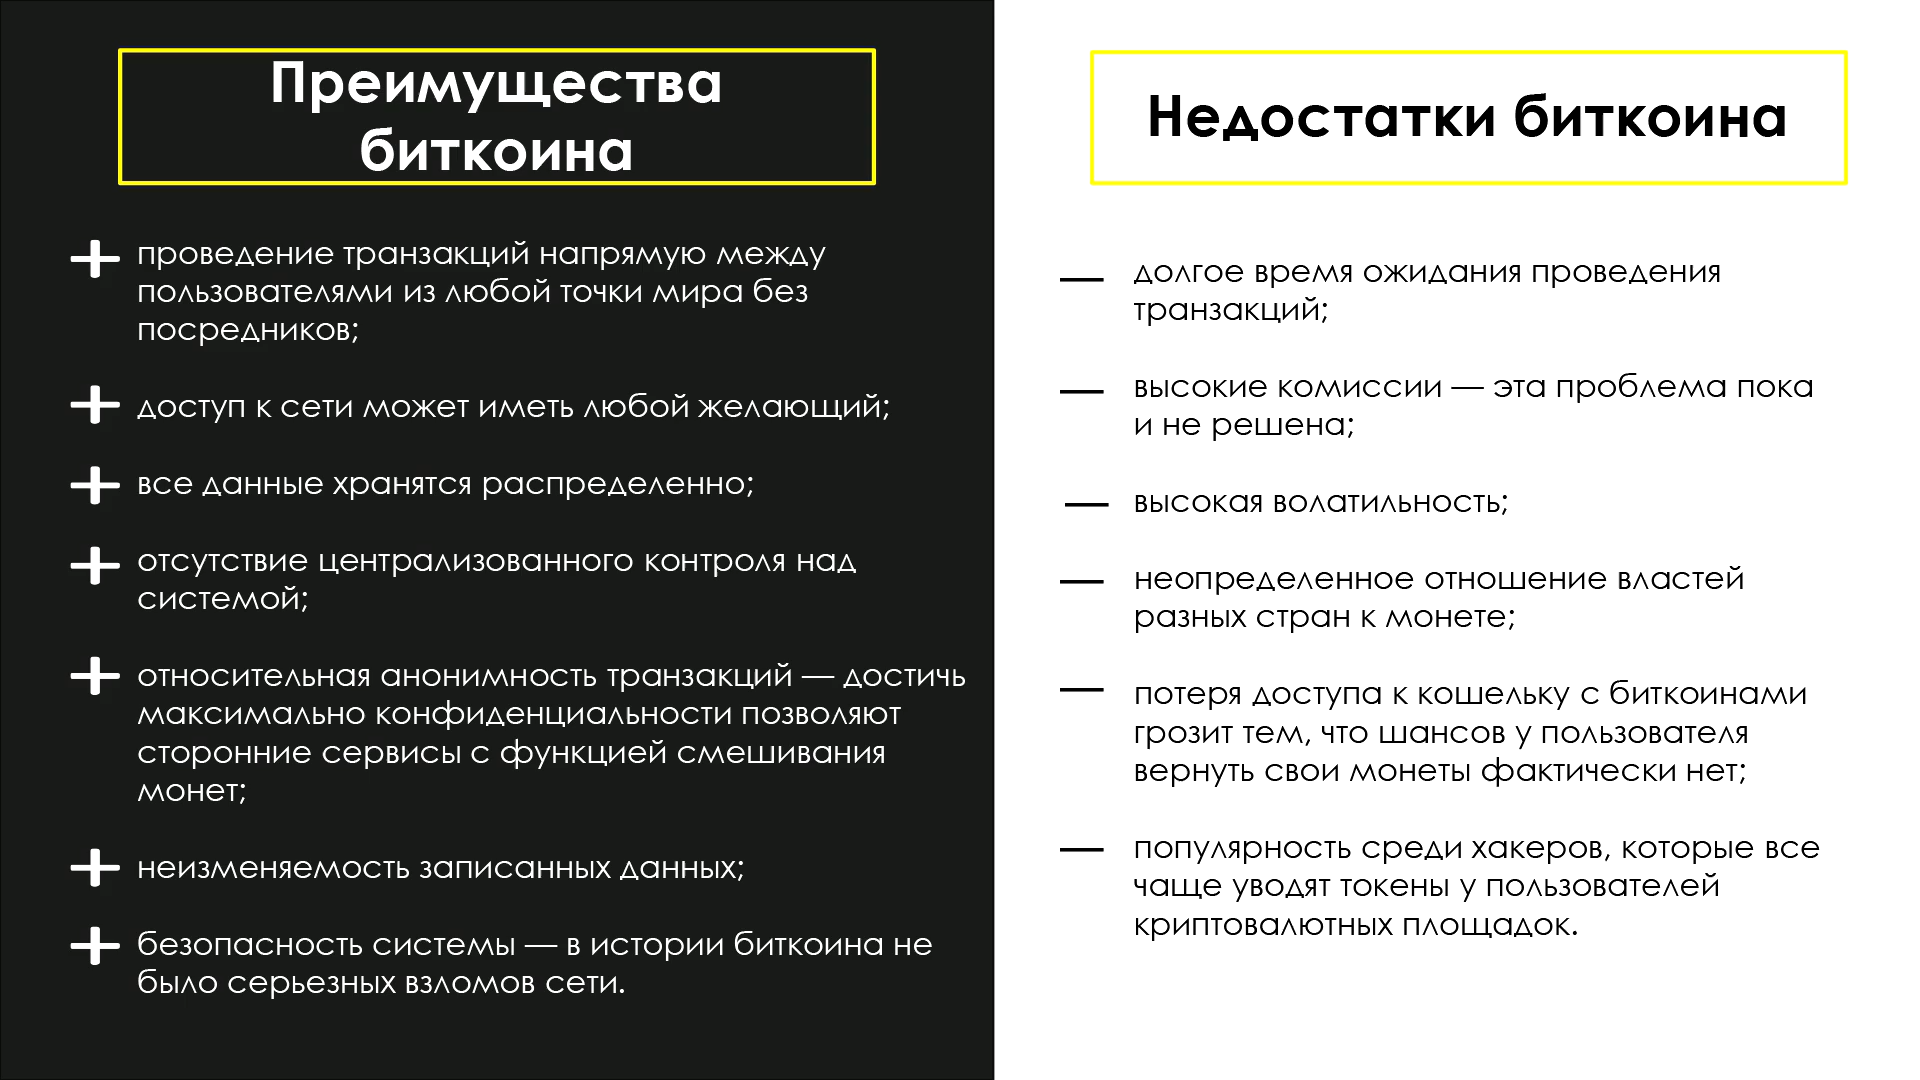 Преимущества
биткоина
проведение транзакций напрямую между
пользователями из любой точки мира без
посредников;
доступ к сети может иметь любой желающий;
все данные хранятся распределенно;
отсутствие централизованного контроля над
системой;
относительная анонимность транзакций — достичь
максимально конфиденциальности позволяют
сторонние сервисы с функцией смешивания
монет;
неизменяемость записанных данных;
безопасность системы — в истории биткоина не
было серьезных взломов сети.
Недостатки биткоина
— долгое время ожидания проведения
транзакций;
— высокие комиссии — эта проблема пока
и не решена;
— высокая волатильность;
— неопределенное отношение властей
разных стран к монете;
— потеря доступа к кошельку с биткоинами
грозит тем, что шансов у пользователя
вернуть свои монеты фактически нет;
— популярность среди хакеров, которые все
чаще уводят токены у пользователей
криптовалютных площадок.